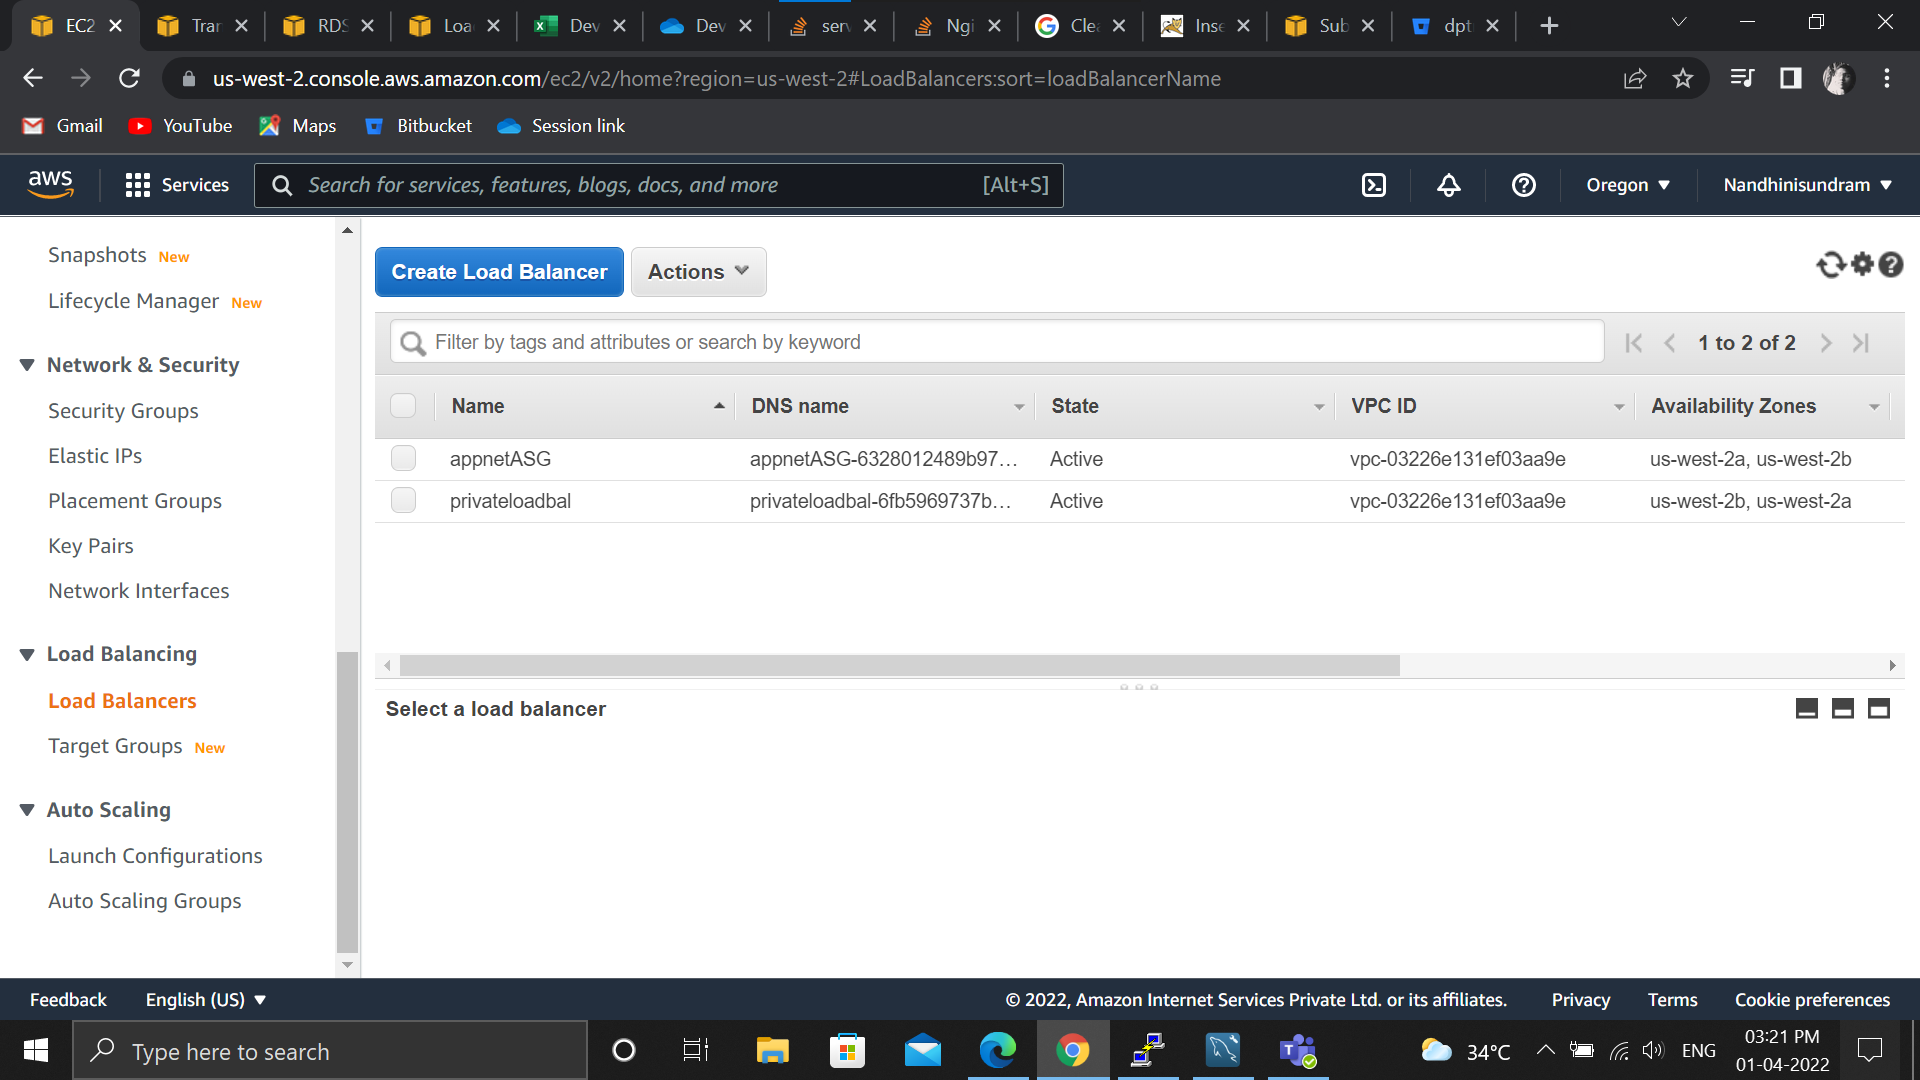 EC2
Tran
RDS
Load
Dev
Dev
serv
Ngi
Clea
Inse
Sub
dpt
us-west-2.console.aws.amazon.com/ec2/v2/home?region=us-west-2#LoadBalancers:sort=loadBalancerName
Gmail
YouTube
Maps
Bitbucket
Session link
aws
Services
Search for services, features, blogs, docs, and more
[Alt+S]
Oregon
Nandhinisundram
Snapshots New
Lifecycle Manager New
Network & Security
Security Groups
Elastic IPs
Placement Groups
Key Pairs
Network Interfaces
Load Balancing
Load Balancers
Target Groups New
Auto Scaling
Launch Configurations
Auto Scaling Groups
Create Load Balancer
Actions
Filter by tags and attributes or search by keyword
1 to 2 of 2
Name DNS name State VPC ID Availability Zones
appnetASG appnetASG-6328012489b97... Active vpc-03226e131ef03aa9e us-west-2a, us-west-2b
privateloadbal privateloadbal-6fb5969737b... Active vpc-03226e131ef03aa9e us-west-2b, us-west-2a
Select a load balancer
Feedback
English (US)
© 2022, Amazon Internet Services Private Ltd. or its affiliates.
Privacy
Terms
Cookie preferences
Type here to search
34°C
ENG
03:21 PM
01-04-2022